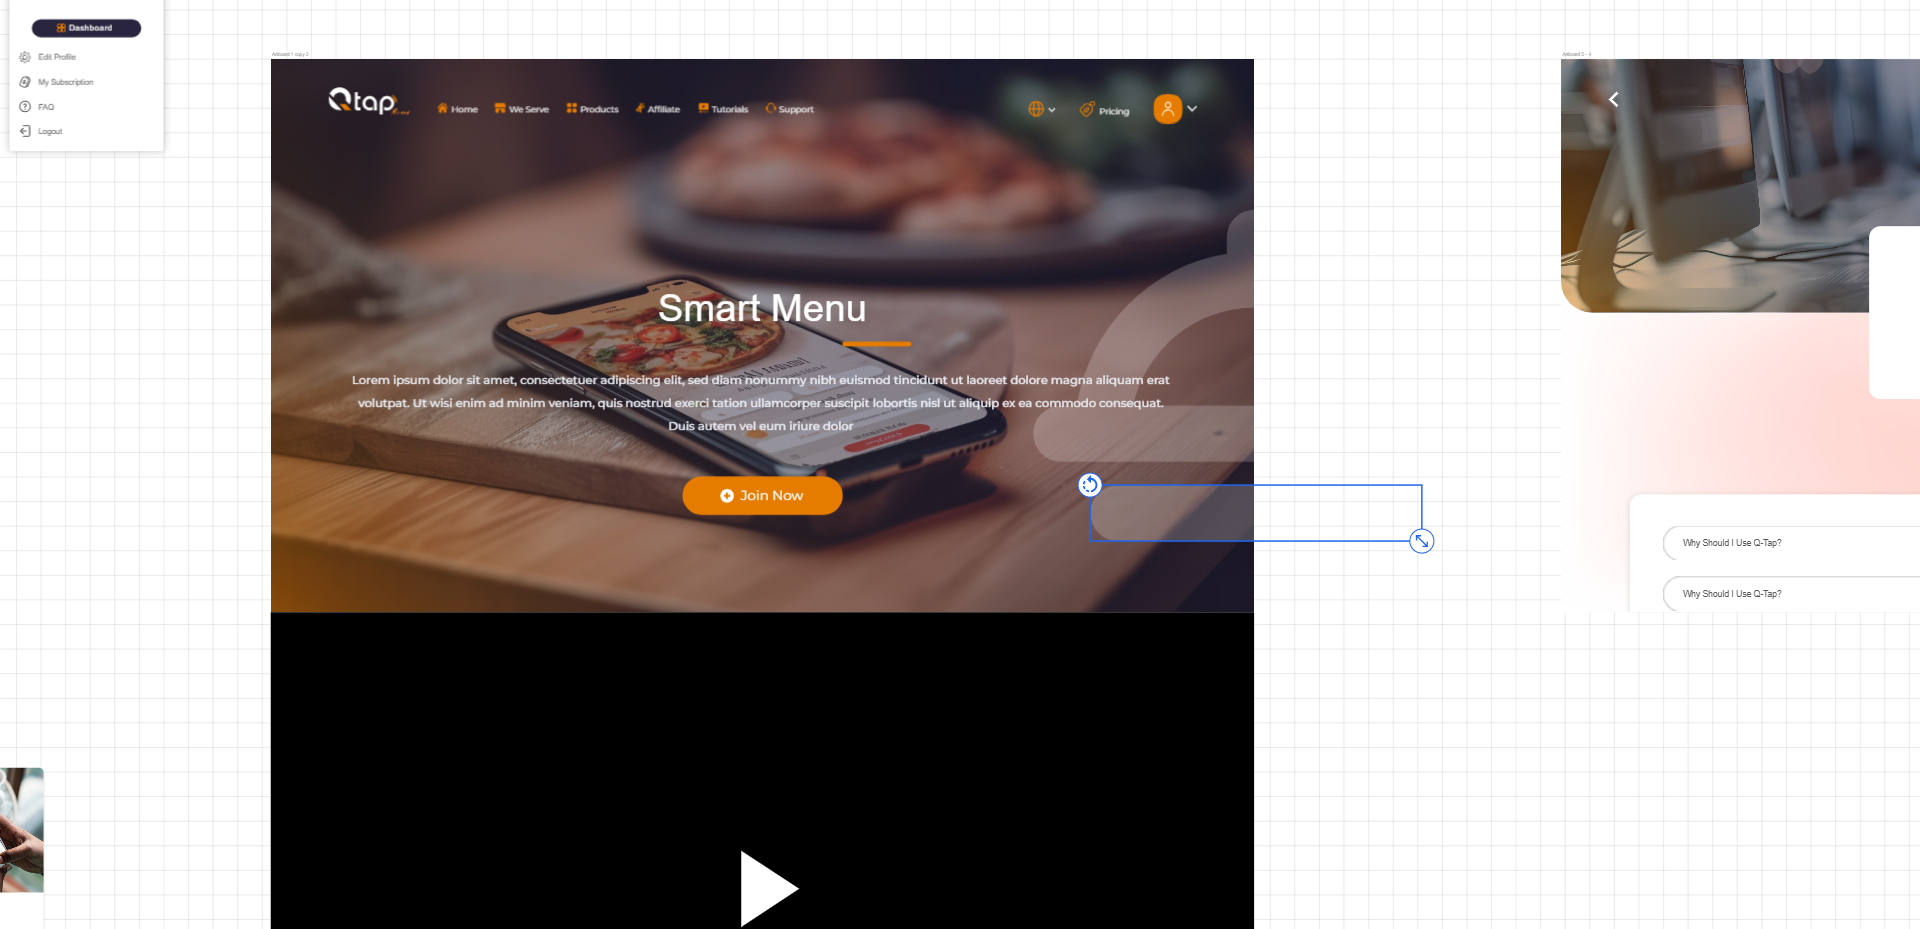 Dashboard
Edit Profile
My Subscription
FAQ
Logout
Artboard 1 copy 2
Qtap
Home
We Serve
Products
Affiliate
Tutorials
Support
Pricing
Smart Menu
Lorem ipsum dolor sit amet, consectetuer adipiscing elit, sed diam nonummy nibh euismod tincidunt ut laoreet dolore magna aliquam erat
volutpat. Ut wisi enim ad minim veniam, quis nostrud exerci tation ullamcorper suscipit lobortis nisl ut aliquip ex ea commodo consequat.
Duis autem vel eum iriure dolor
Join Now
Why Should I Use Q-Tap?
Why Should I Use Q-Tap?